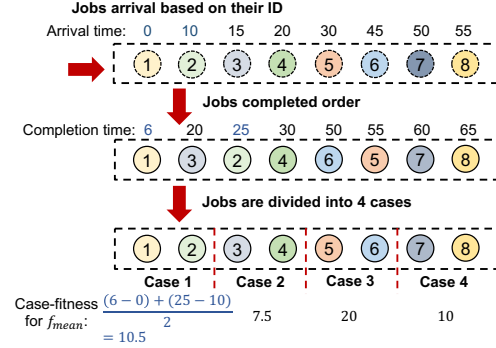 Jobs arrival based on their ID
Arrival time: 0 10 15 20 30 45 50 55
1 2 3 4 5 6 7 8
Jobs completed order
Completion time: 6 20 25 30 50 55 60 65
1 3 2 4 6 5 7 8
Jobs are divided into 4 cases
1 2 3 4 5 6 7 8
Case 1 Case 2 Case 3 Case 4
Case-fitness for f_mean: (6−0) + (25−10) / 2 7.5 20 10
= 10.5